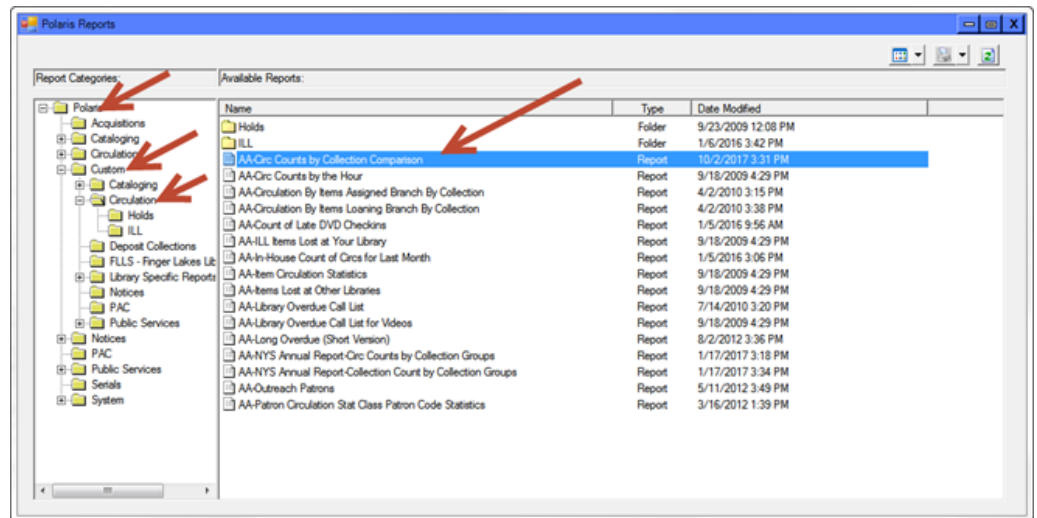 Polaris Reports
Report Categories:
Available Reports:
Polaris
Acquisitions
Cataloging
Circulation
Custom
Cataloging
Circulation
Holds
ILL
Deposit Collections
FLLS - Finger Lakes Lib
Library Specific Reports
Notices
PAC
Public Services
Notices
PAC
Public Services
Serials
System
Name Type Date Modified
Holds Folder 9/23/2009 12:08 PM
ILL Folder 1/6/2016 3:42 PM
AA-Circ Counts by Collection Comparison Report 10/2/2017 3:31 PM
AA-Circ Counts by the Hour Report 9/18/2009 4:29 PM
AA-Circulation By Items Assigned Branch By Collection Report 4/2/2010 3:15 PM
AA-Circulation By Items Loaning Branch By Collection Report 4/2/2010 3:38 PM
AA-Count of Late DVD Checkins Report 1/5/2016 9:56 AM
AA-ILL Items Lost at Your Library Report 9/18/2009 4:29 PM
AA-In-House Count of Circs for Last Month Report 1/5/2016 3:06 PM
AA-Item Circulation Statistics Report 9/18/2009 4:29 PM
AA-Items Lost at Other Libraries Report 9/18/2009 4:29 PM
AA-Library Overdue Call List Report 7/14/2010 3:20 PM
AA-Library Overdue Call List for Videos Report 9/18/2009 4:29 PM
AA-Long Overdue (Short Version) Report 8/2/2012 3:36 PM
AA-NYS Annual Report-Circ Counts by Collection Groups Report 1/17/2017 3:18 PM
AA-NYS Annual Report-Collection Count by Collection Groups Report 1/17/2017 3:34 PM
AA-Outreach Patrons Report 5/11/2012 3:49 PM
AA-Patron Circulation Stat Class Patron Code Statistics Report 3/16/2012 1:39 PM